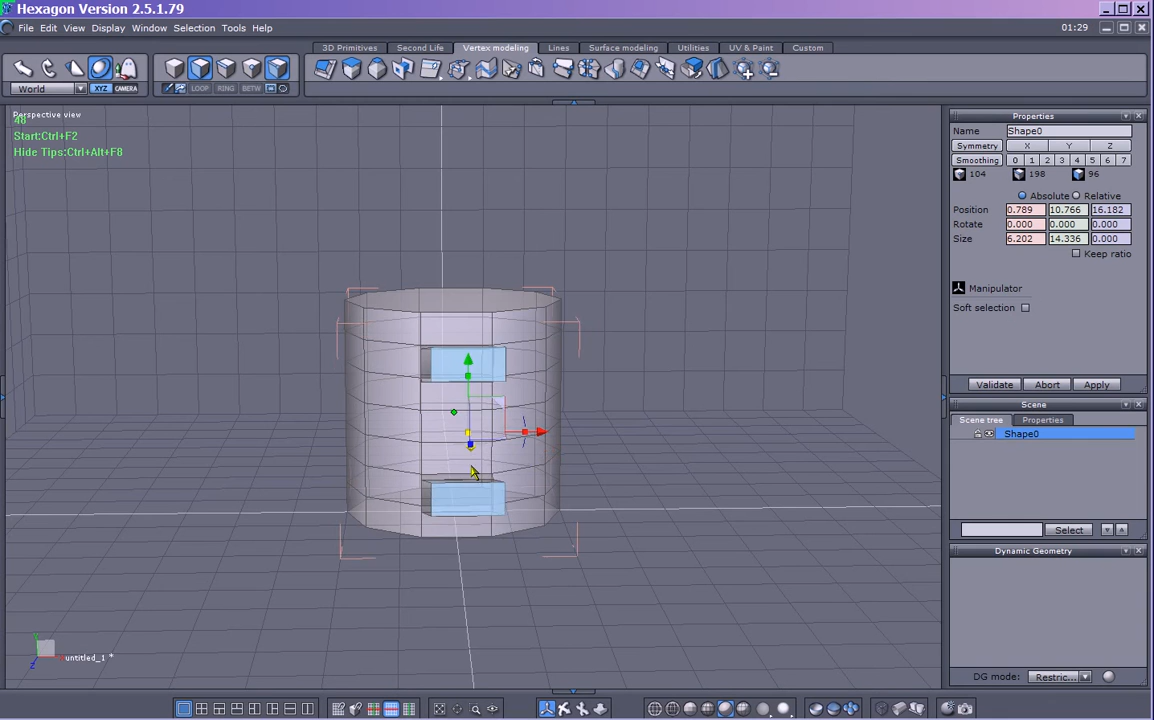 Hexagon Version 2.5.1.79
File Edit View Display Window Selection Tools Help
01:29
3D Primitives Second Life Vertex modeling Lines Surface modeling Utilities UV & Paint Custom
World XYZ CAMERA LOOP RING BETW
Perspective view
48
Start:Ctrl+F2
Hide Tips:Ctrl+Alt+F8
Properties
Name Shape0
Symmetry X Y Z
Smoothing 0 1 2 3 4 5 6 7
104 198 96
Absolute Relative
Position 0.789 10.766 16.182
Rotate 0.000 0.000 0.000
Size 6.202 14.336 0.000
Keep ratio
Manipulator
Soft selection
Validate Abort Apply
Scene
Scene tree Properties
Shape0
Select
Dynamic Geometry
DG mode: Restric...
Y
Z
untitled_1 *